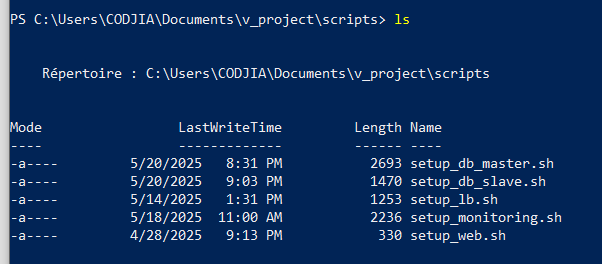 PS C:\Users\CODJIA\Documents\v_project\scripts> ls
Répertoire : C:\Users\CODJIA\Documents\v_project\scripts
Mode LastWriteTime Length Name
---- ------------- ------ ----
-a---- 5/20/2025 8:31 PM 2693 setup_db_master.sh
-a---- 5/20/2025 9:03 PM 1470 setup_db_slave.sh
-a---- 5/14/2025 1:31 PM 1253 setup_lb.sh
-a---- 5/18/2025 11:00 AM 2236 setup_monitoring.sh
-a---- 4/28/2025 9:13 PM 330 setup_web.sh